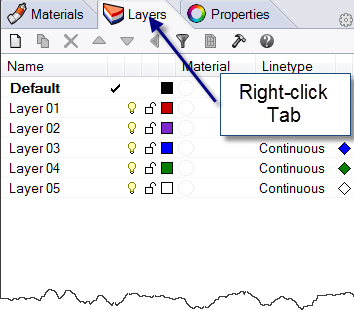 Materials Layers Properties
Name Material Linetype
Right-click
Tab
Default
Layer 01
Layer 02
Layer 03 Continuous
Layer 04 Continuous
Layer 05 Continuous